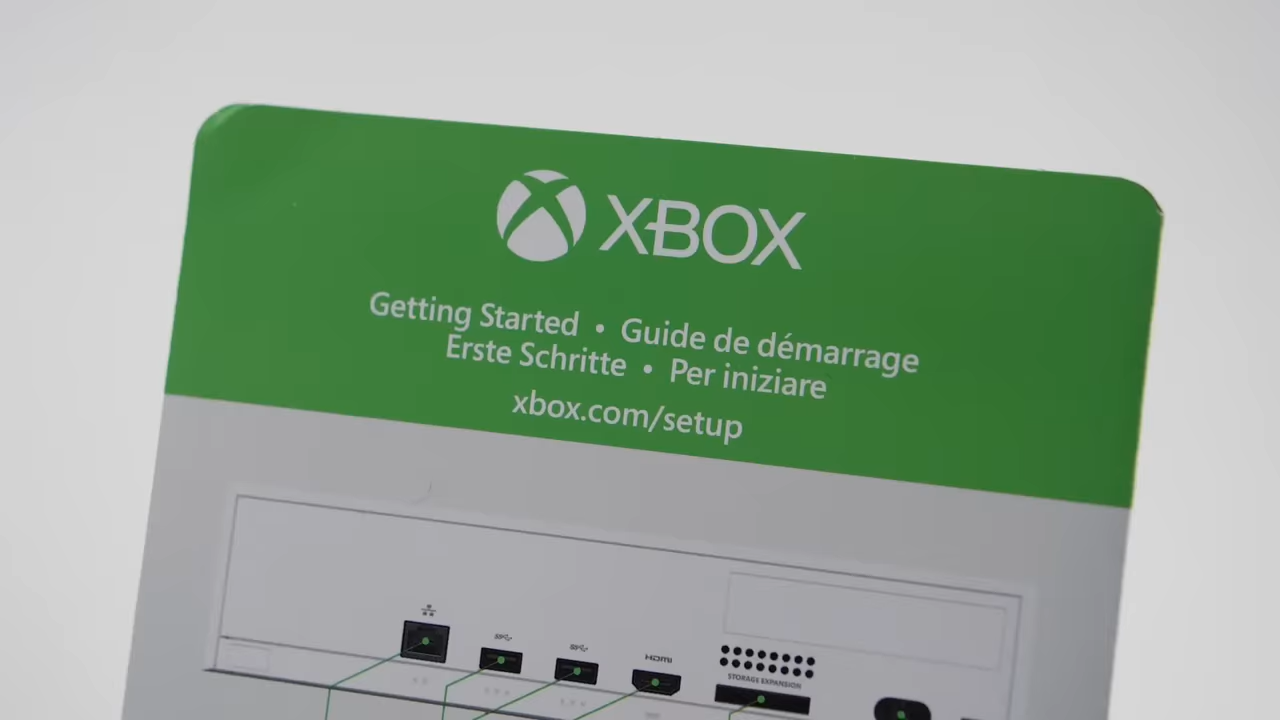 XBOX
Getting Started • Guide de démarrage
Erste Schritte • Per iniziare
xbox.com/setup
HDMI
STORAGE EXPANSION